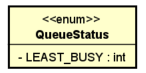 <<enum>>
QueueStatus
- LEAST_BUSY : int